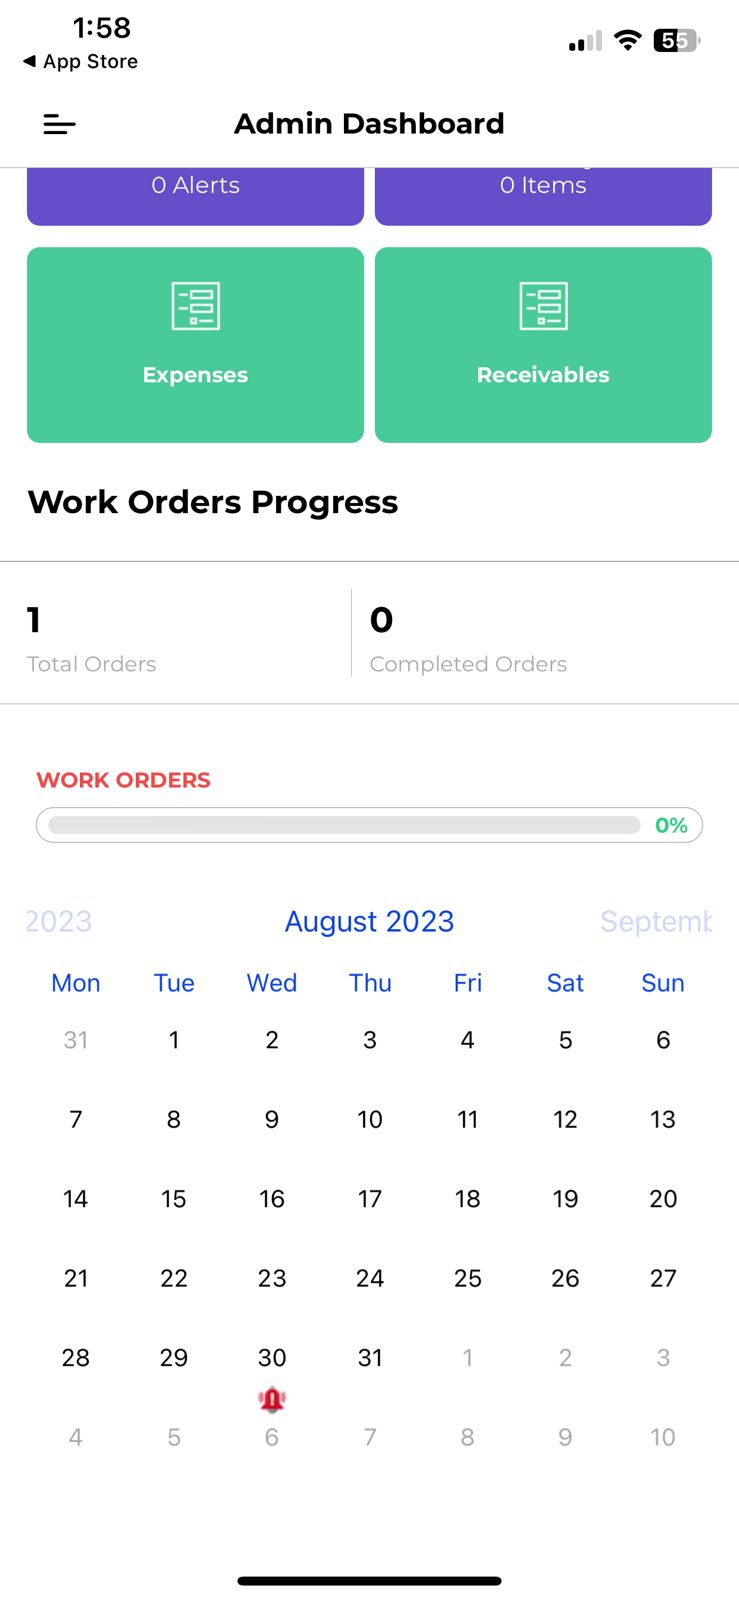 1:58
55
◀ App Store
Admin Dashboard
0 Alerts
0 Items
Expenses
Receivables
Work Orders Progress
1
0
Total Orders
Completed Orders
WORK ORDERS
0%
2023 August 2023 Septemb
Mon Tue Wed Thu Fri Sat Sun
31 1 2 3 4 5 6
7 8 9 10 11 12 13
14 15 16 17 18 19 20
21 22 23 24 25 26 27
28 29 30 31 1 2 3
4 5 6 7 8 9 10